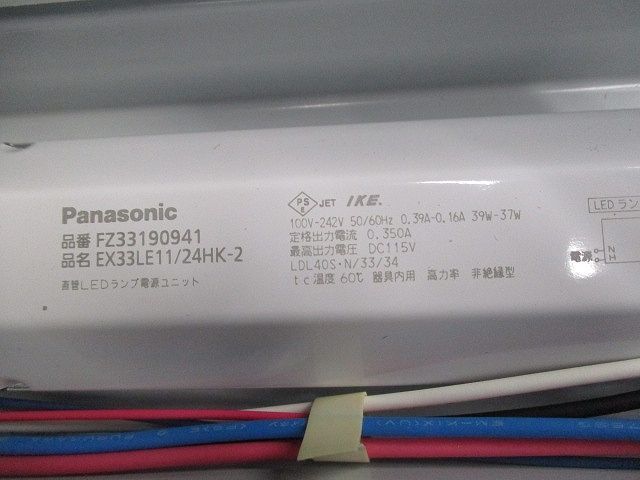 Panasonic
品番 FZ33190941
品名 EX33LE11/24HK-2
直管LEDランプ電源ユニット
PS
E
JET IKE.
100V-242V 50/60Hz 0.39A-0.16A 39W-37W
定格出力電流 0.350A
最高出力電圧 DC115V
LDL40S・N/33/34
tc温度 60℃ 器具内用 高力率 非絶縁型
LEDラン
電源
N
H